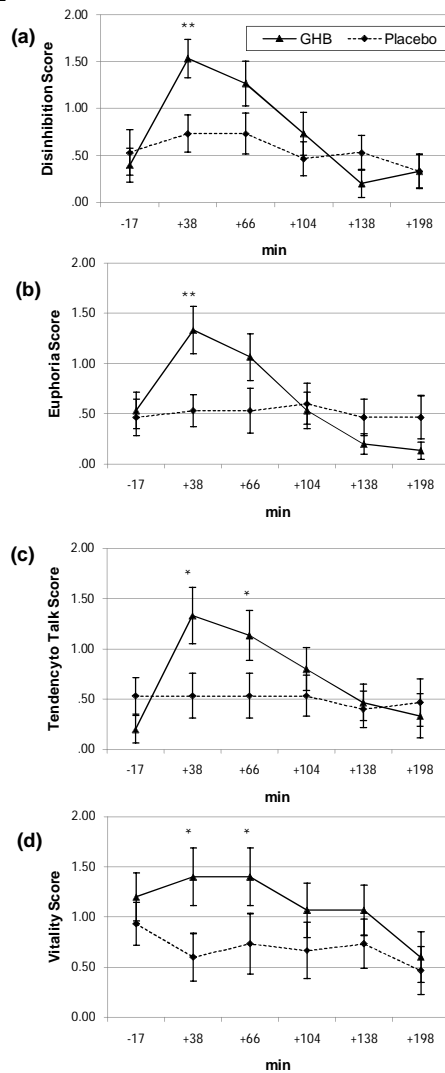 (a)
Disinhibition Score
2.00
1.50
1.00
.50
.00
**
GHB
Placebo
-17 +38 +66 +104 +138 +198
min
(b)
Euphoria Score
2.00
1.50
1.00
.50
.00
**
-17 +38 +66 +104 +138 +198
min
(c)
Tendencyto Talk Score
2.00
1.50
1.00
.50
.00
* *
-17 +38 +66 +104 +138 +198
min
(d)
Vitality Score
2.00
1.50
1.00
0.50
0.00
* *
-17 +38 +66 +104 +138 +198
min